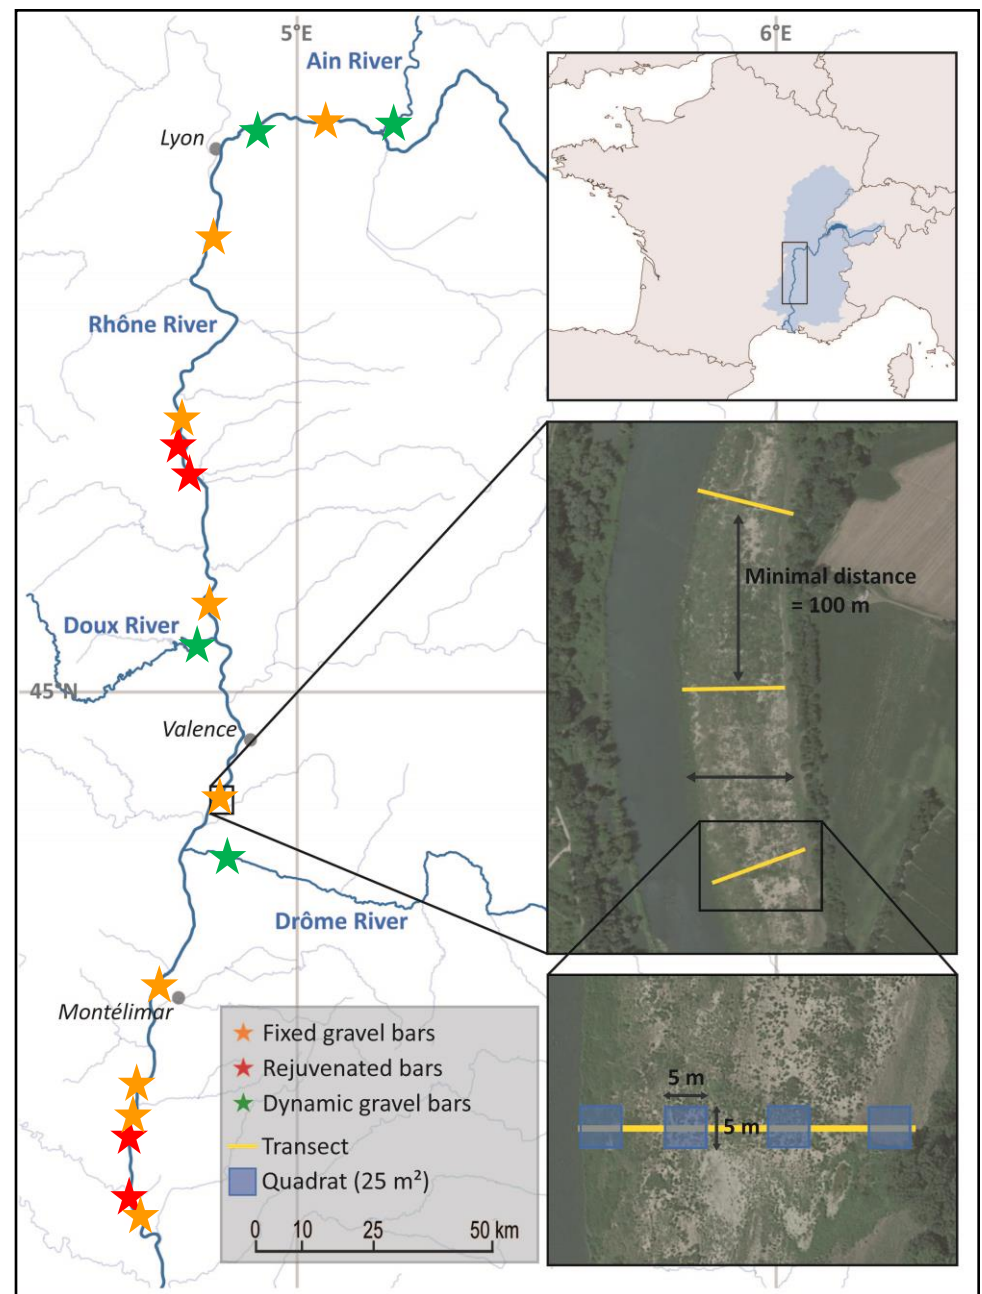 5°E
6°E
Ain River
Lyon
Rhône River
Minimal distance
= 100 m
Doux River
45°N
Valence
Drôme River
Montélimar
Fixed gravel bars
Rejuvenated bars
Dynamic gravel bars
Transect
Quadrat (25 m²)
0 10 25 50 km
5 m
5 m